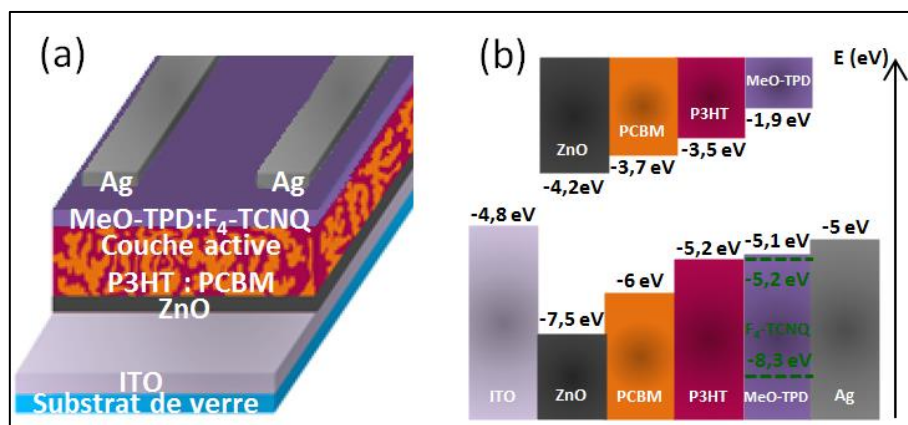 (a)
Ag Ag
MeO-TPD:F₄-TCNQ
Couche active
P3HT : PCBM
ZnO
ITO
Substrat de verre
(b)
E (eV)
ZnO
PCBM
P3HT
MeO-TPD
-1,9 eV
-3,5 eV
-3,7 eV
-4,2eV
-4,8 eV
-7,5 eV
-6 eV
-5,2 eV
-5,1 eV
-5 eV
-5,2 eV
F₄-TCNQ
-8,3 eV
ITO
ZnO
PCBM
P3HT
MeO-TPD
Ag